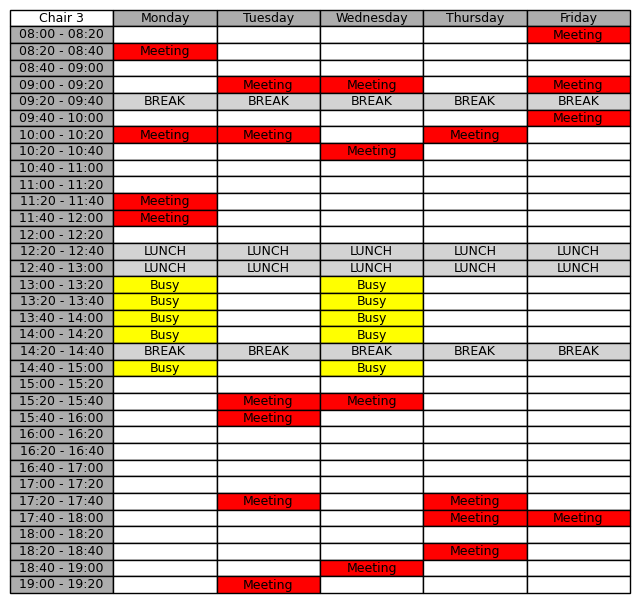 Chair 3 Monday Tuesday Wednesday Thursday Friday
08:00 - 08:20 Meeting
08:20 - 08:40 Meeting
08:40 - 09:00
09:00 - 09:20 Meeting Meeting Meeting
09:20 - 09:40 BREAK BREAK BREAK BREAK BREAK
09:40 - 10:00 Meeting
10:00 - 10:20 Meeting Meeting Meeting
10:20 - 10:40 Meeting
10:40 - 11:00
11:00 - 11:20
11:20 - 11:40 Meeting
11:40 - 12:00 Meeting
12:00 - 12:20
12:20 - 12:40 LUNCH LUNCH LUNCH LUNCH LUNCH
12:40 - 13:00 LUNCH LUNCH LUNCH LUNCH LUNCH
13:00 - 13:20 Busy Busy
13:20 - 13:40 Busy Busy
13:40 - 14:00 Busy Busy
14:00 - 14:20 Busy Busy
14:20 - 14:40 BREAK BREAK BREAK BREAK BREAK
14:40 - 15:00 Busy Busy
15:00 - 15:20
15:20 - 15:40 Meeting Meeting
15:40 - 16:00 Meeting
16:00 - 16:20
16:20 - 16:40
16:40 - 17:00
17:00 - 17:20
17:20 - 17:40 Meeting Meeting
17:40 - 18:00 Meeting Meeting
18:00 - 18:20
18:20 - 18:40 Meeting
18:40 - 19:00 Meeting
19:00 - 19:20 Meeting